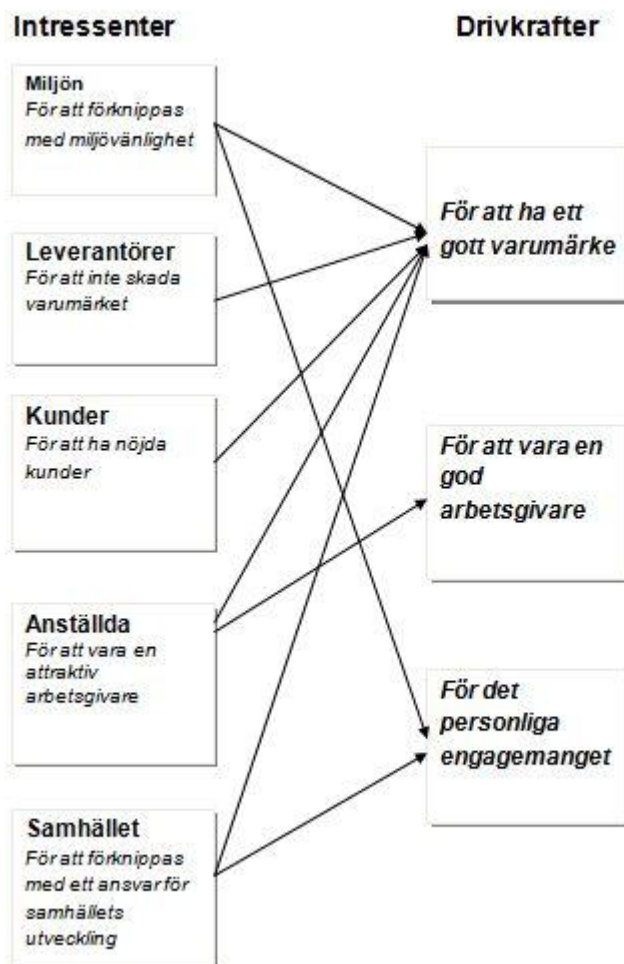 Intressenter
Drivkrafter
Miljön
För att förknippas
med miljövänlighet
Leverantörer
För att inte skada
varumärket
Kunder
För att ha nöjda
kunder
Anställda
För att vara en
attraktiv
arbetsgivare
Samhället
För att förknippas
med ett ansvar för
samhällets
utveckling
För att ha ett
gott varumärke
För att vara en
god
arbetsgivare
För det
personliga
engagemanget